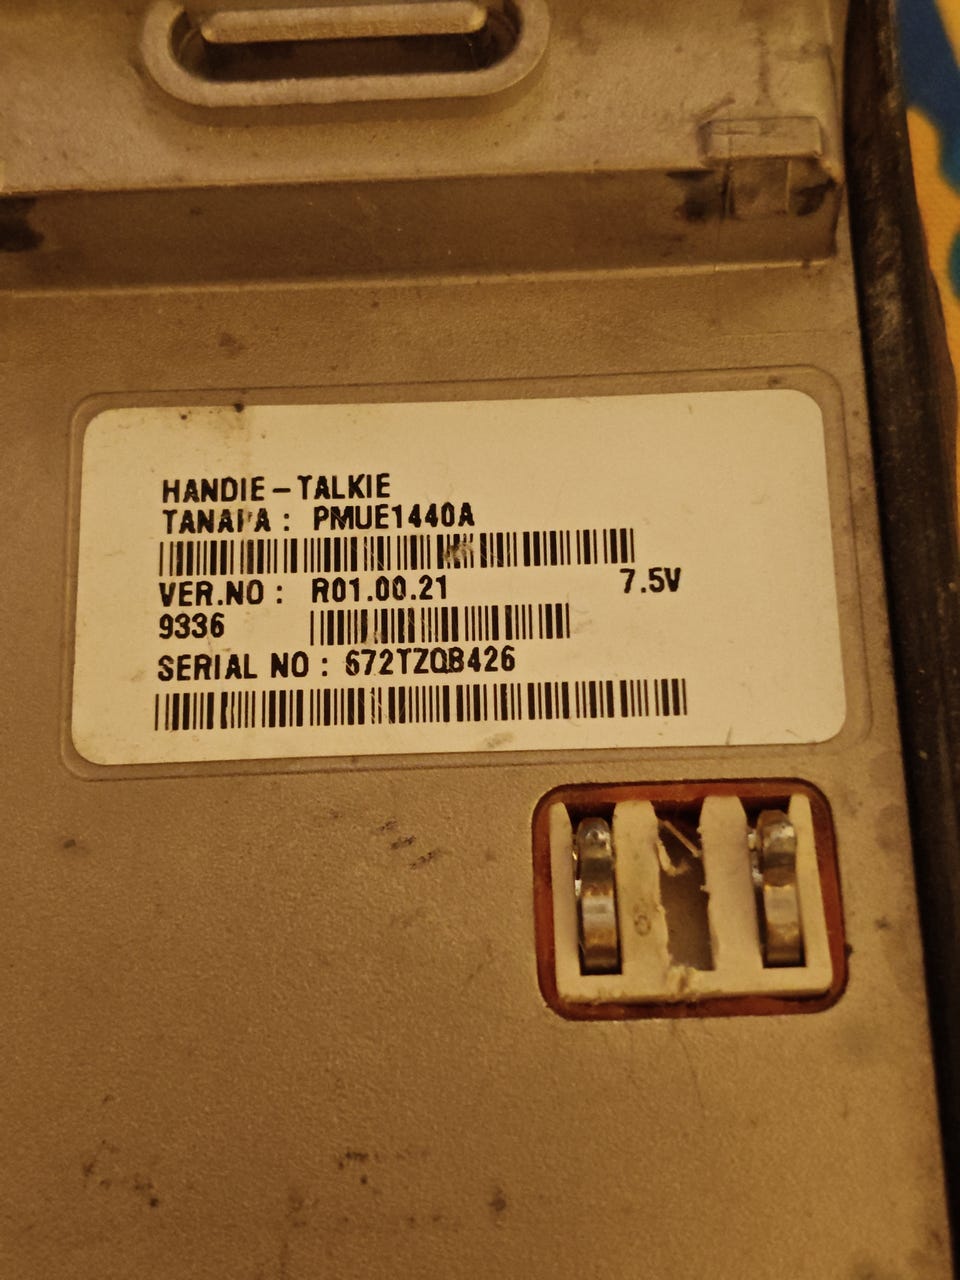 HANDIE-TALKIE
TANAPA: PMUE1440A
VER.NO: R01.00.21 7.5V
9336
SERIAL NO: 672TZQB426